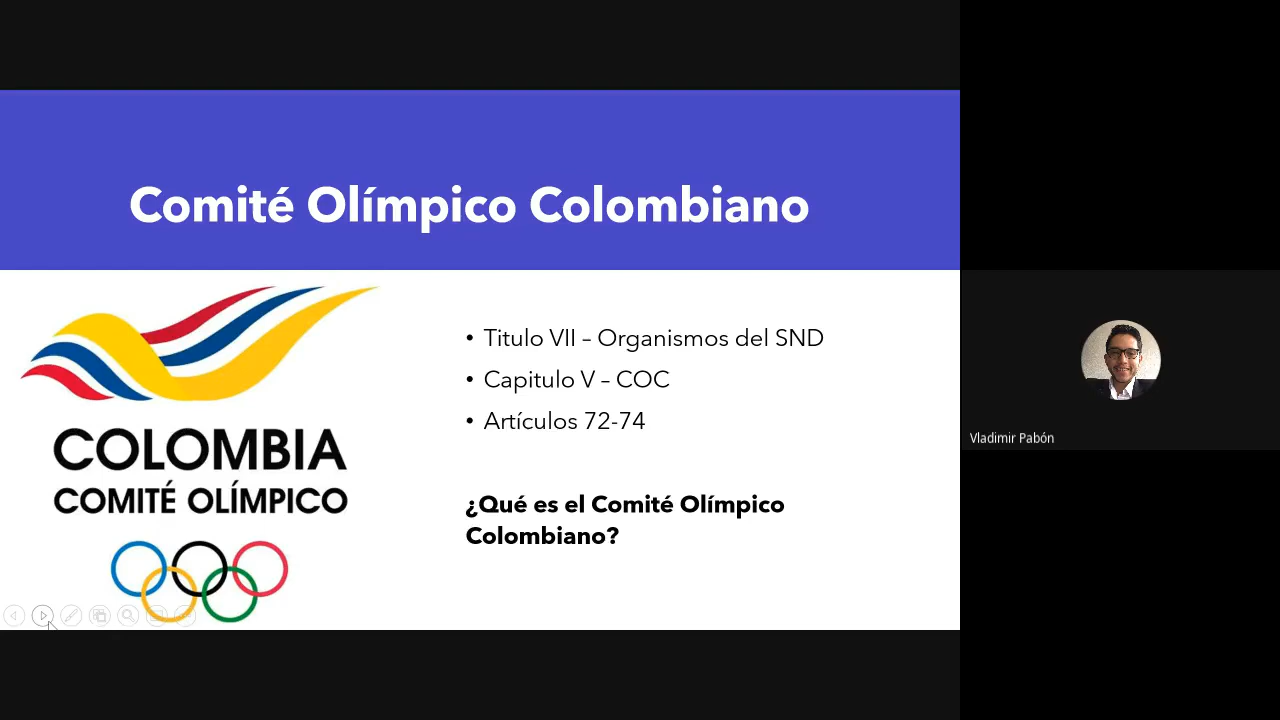 Comité Olímpico Colombiano
COLOMBIA
COMITÉ OLÍMPICO
• Titulo VII – Organismos del SND
• Capitulo V – COC
• Artículos 72-74
¿Qué es el Comité Olímpico
Colombiano?
Vladimir Pabón